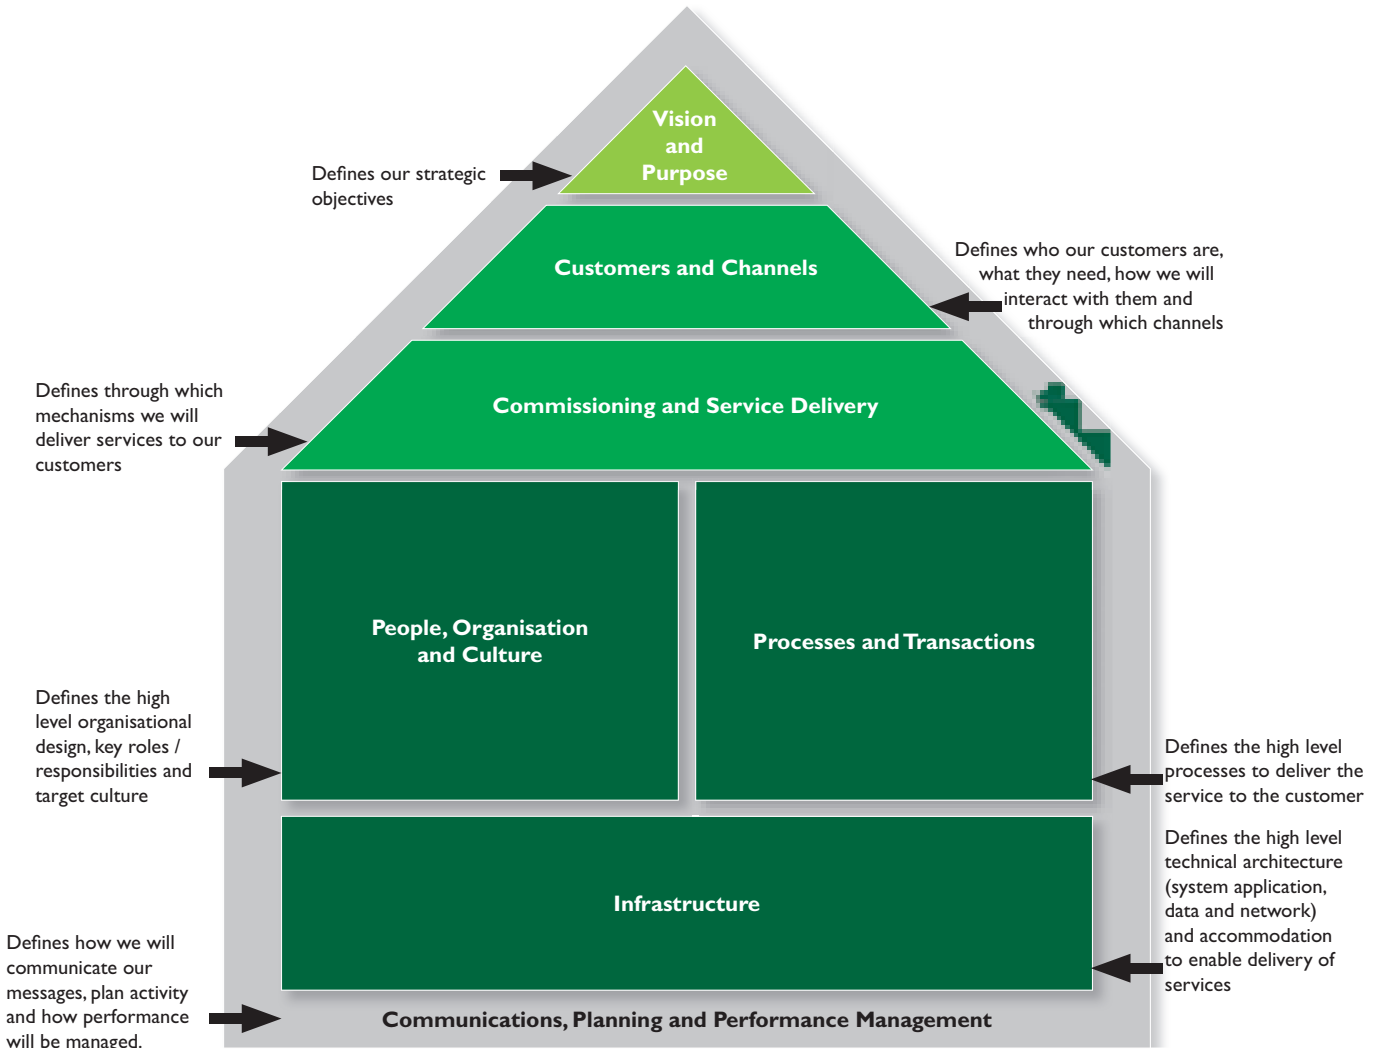 Vision
and
Purpose
Defines our strategic
objectives
Customers and Channels
Defines who our customers are,
what they need, how we will
interact with them and
through which channels
Defines through which
mechanisms we will
deliver services to our
customers
Commissioning and Service Delivery
People, Organisation
and Culture
Processes and Transactions
Defines the high
level organisational
design, key roles /
responsibilities and
target culture
Defines the high level
processes to deliver the
service to the customer
Infrastructure
Defines the high level
technical architecture
(system application,
data and network)
and accommodation
to enable delivery of
services
Defines how we will
communicate our
messages, plan activity
and how performance
will be managed.
Communications, Planning and Performance Management